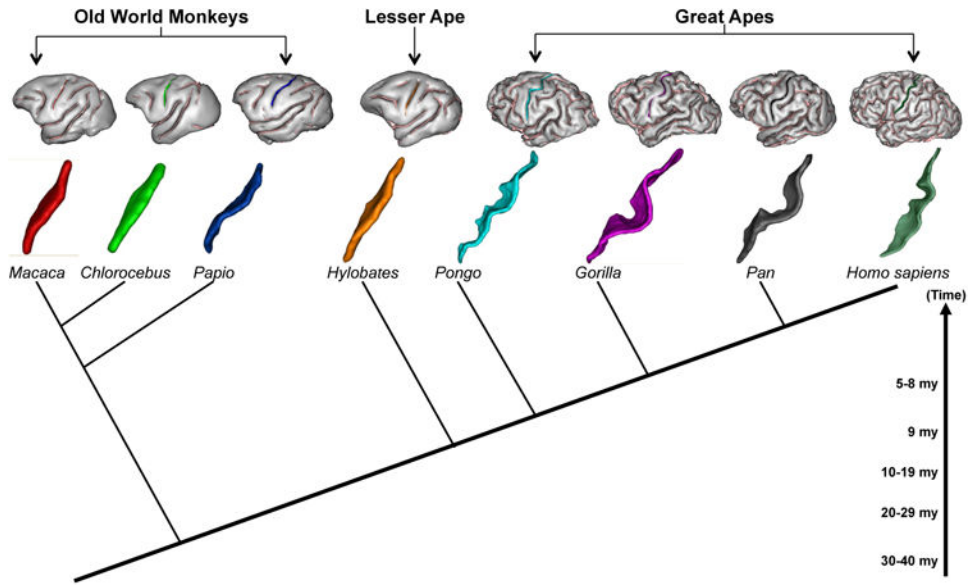 Old World Monkeys
Lesser Ape
Great Apes
Macaca
Chlorocebus
Papio
Hylobates
Pongo
Gorilla
Pan
Homo sapiens
(Time)
5-8 my
9 my
10-19 my
20-29 my
30-40 my